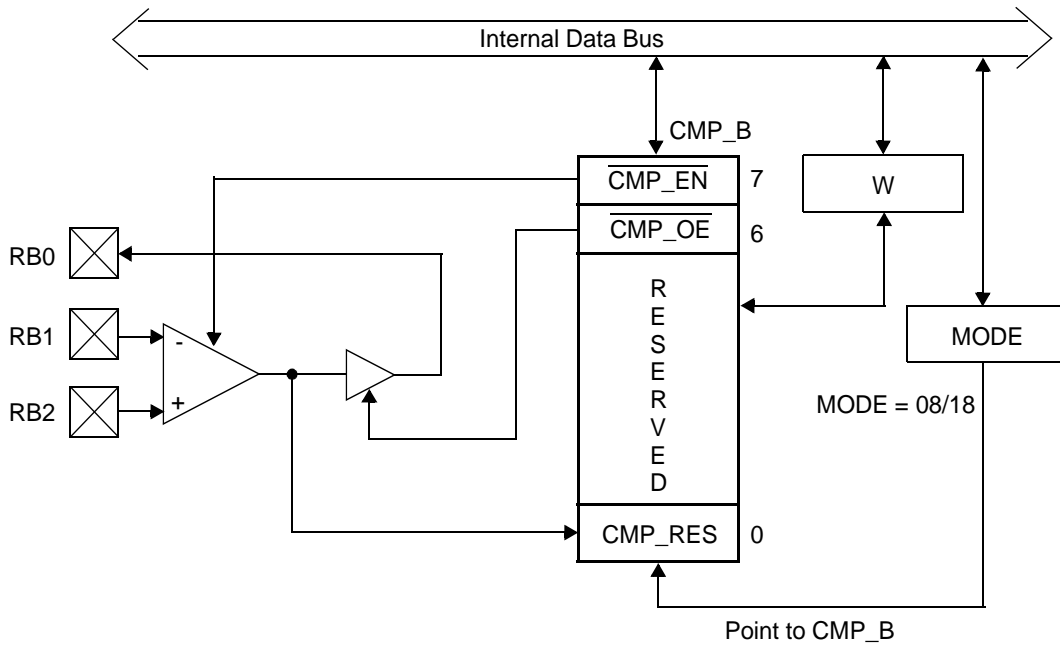 Internal Data Bus
CMP_B
CMP_EN 7
W
CMP_OE 6
RB0
RESERVED
RB1
-
MODE
RB2
+
MODE = 08/18
CMP_RES 0
Point to CMP_B